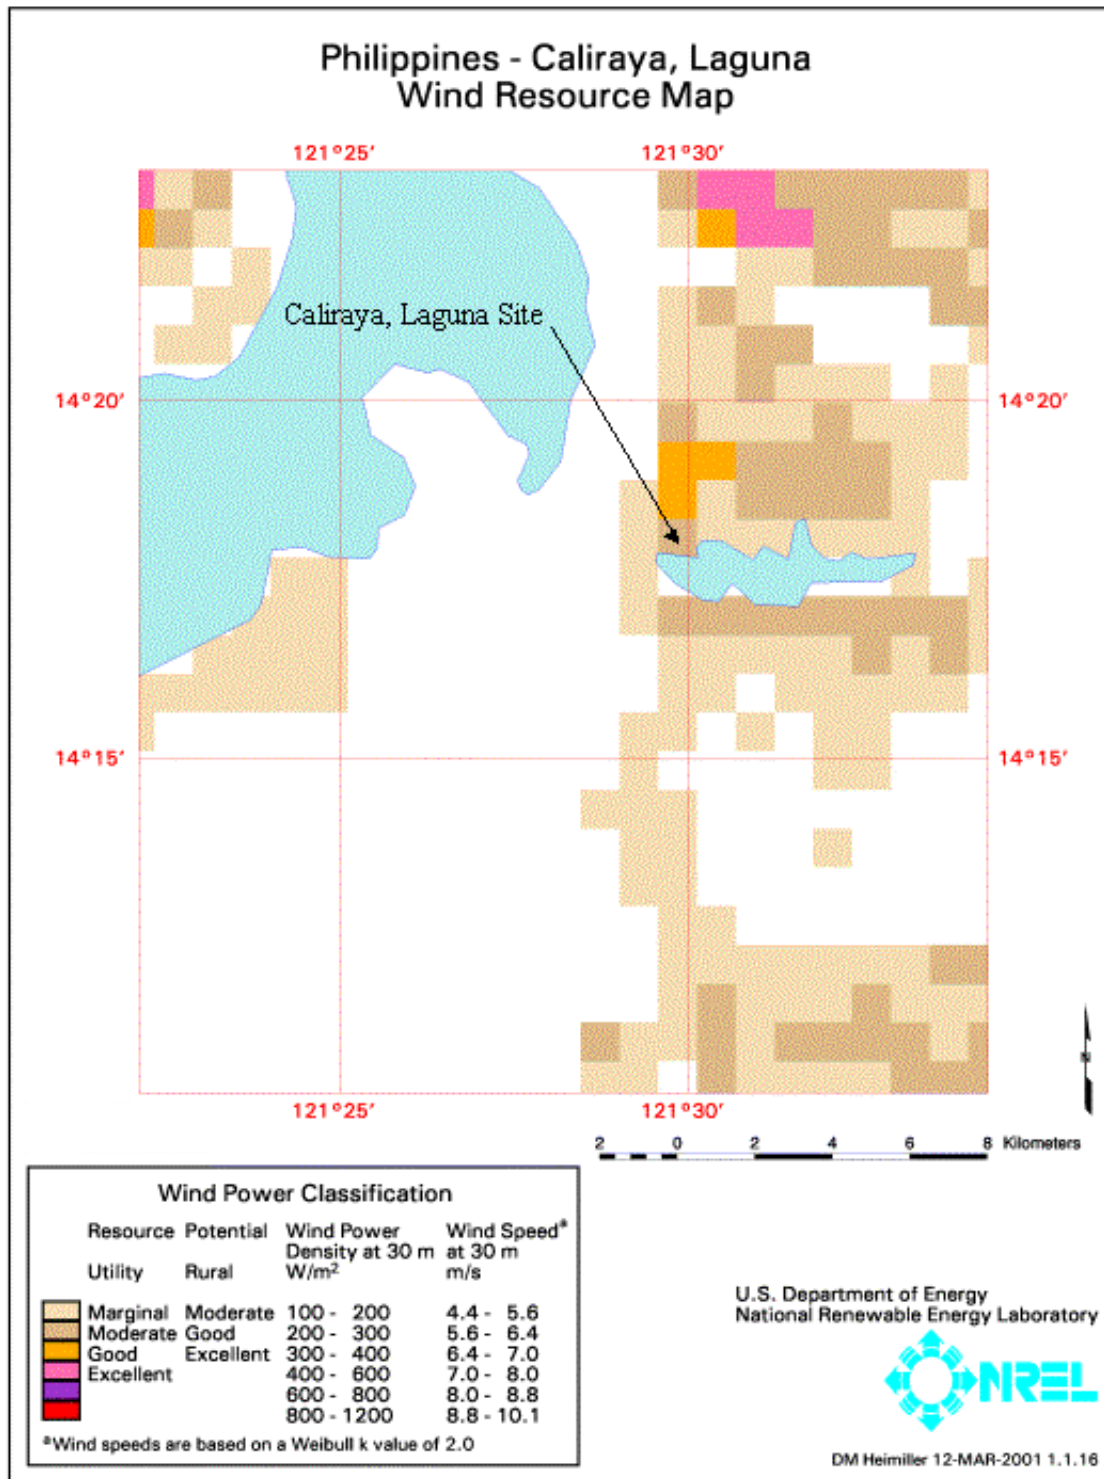 Philippines - Caliraya, Laguna
Wind Resource Map
121°25′ 121°30′
Caliraya, Laguna Site
14°20′ 14°20′
14°15′ 14°15′
121°25′ 121°30′
N
2 0 2 4 6 8 Kilometers
Wind Power Classification
Resource Potential Wind Power Wind Speedª
Density at 30 m at 30 m
Utility Rural W/m² m/s
Marginal Moderate 100 - 200 4.4 - 5.6
Moderate Good 200 - 300 5.6 - 6.4
Good Excellent 300 - 400 6.4 - 7.0
Excellent 400 - 600 7.0 - 8.0
600 - 800 8.0 - 8.8
800 - 1200 8.8 - 10.1
ªWind speeds are based on a Weibull k value of 2.0
U.S. Department of Energy
National Renewable Energy Laboratory
NREL
DM Heimiller 12-MAR-2001 1.1.16